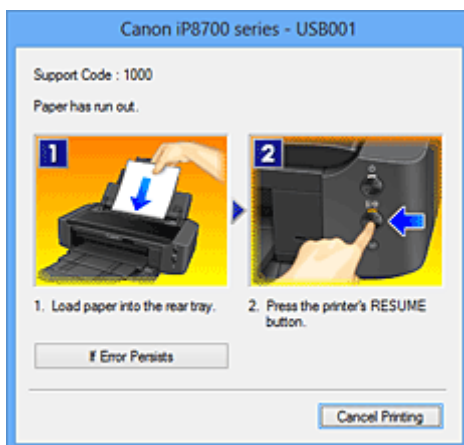 Canon iP8700 series - USB001
Support Code : 1000
Paper has run out.
1
2
1. Load paper into the rear tray.
2. Press the printer's RESUME
button.
If Error Persists
Cancel Printing